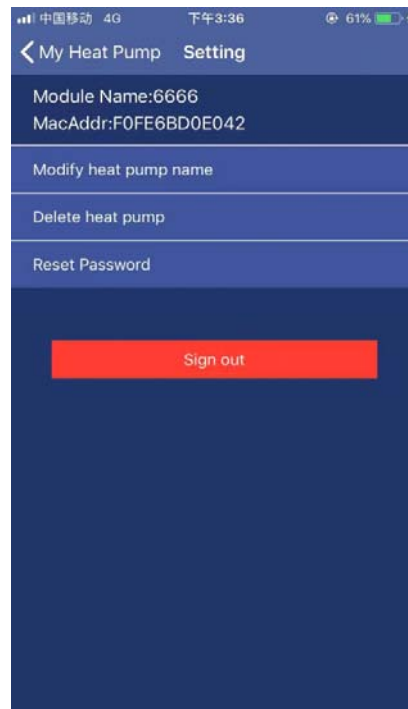 中国移动 4G 下午3:36 61%
My Heat Pump Setting
Module Name:6666
MacAddr:F0FE6BD0E042
Modify heat pump name
Delete heat pump
Reset Password
Sign out